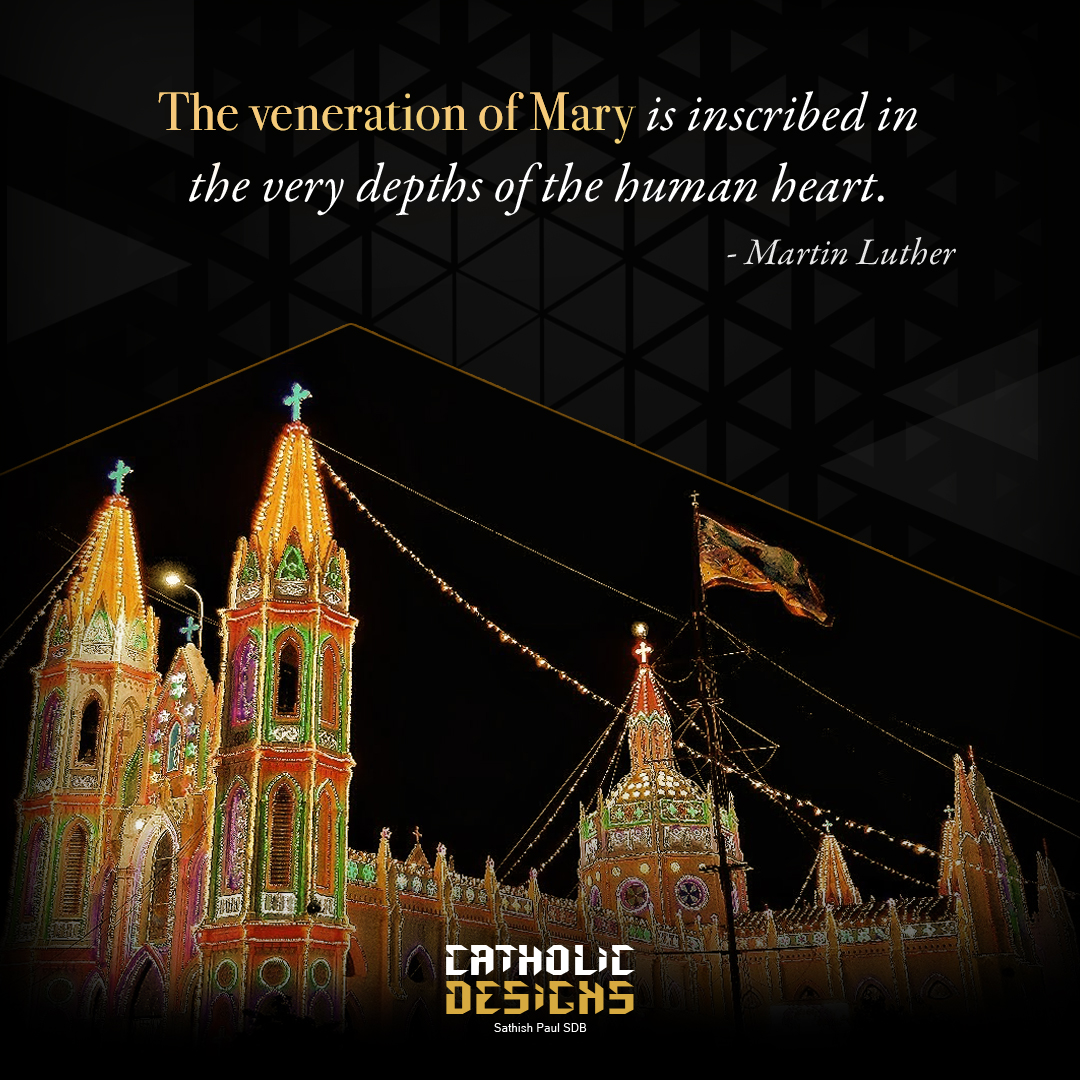 The veneration of Mary is inscribed in
the very depths of the human heart.
- Martin Luther
CATHOLIC
DESIGNS
Sathish Paul SDB